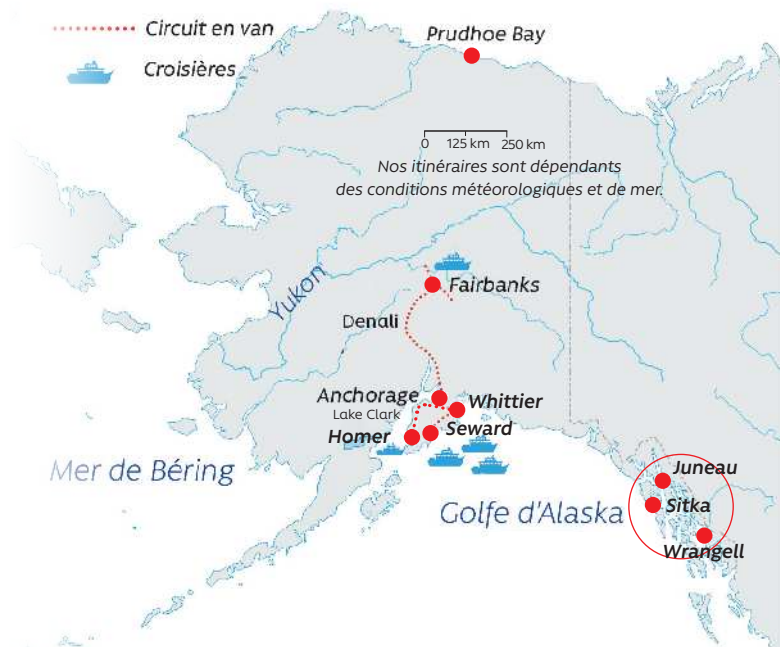 Circuit en van
Croisières
Prudhoe Bay
0 125 km 250 km
Nos itinéraires sont dépendants
des conditions météorologiques et de mer.
Yukon
Fairbanks
Denali
Anchorage
Whittier
Lake Clark
Homer
Seward
Mer de Béring
Golfe d'Alaska
Juneau
Sitka
Wrangell